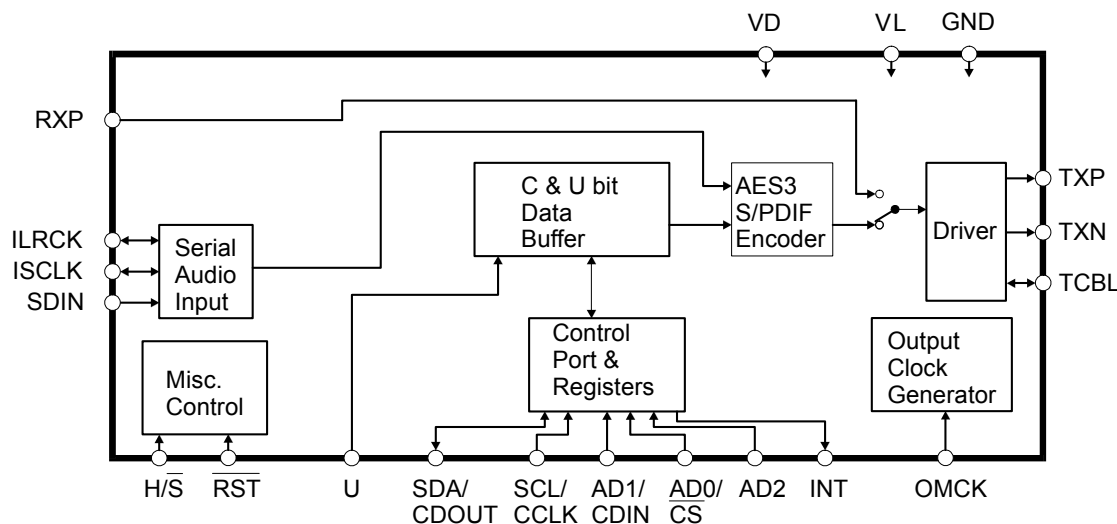 VD
VL
GND
RXP
C & U bit
Data
Buffer
AES3
S/PDIF
Encoder
Driver
TXP
TXN
TCBL
ILRCK
ISCLK
SDIN
Serial
Audio
Input
Control
Port &
Registers
Output
Clock
Generator
Misc.
Control
H/S̅
R̅S̅T̅
U
SDA/
CDOUT
SCL/
CCLK
AD1/
CDIN
AD0/
C̅S̅
AD2
INT
OMCK